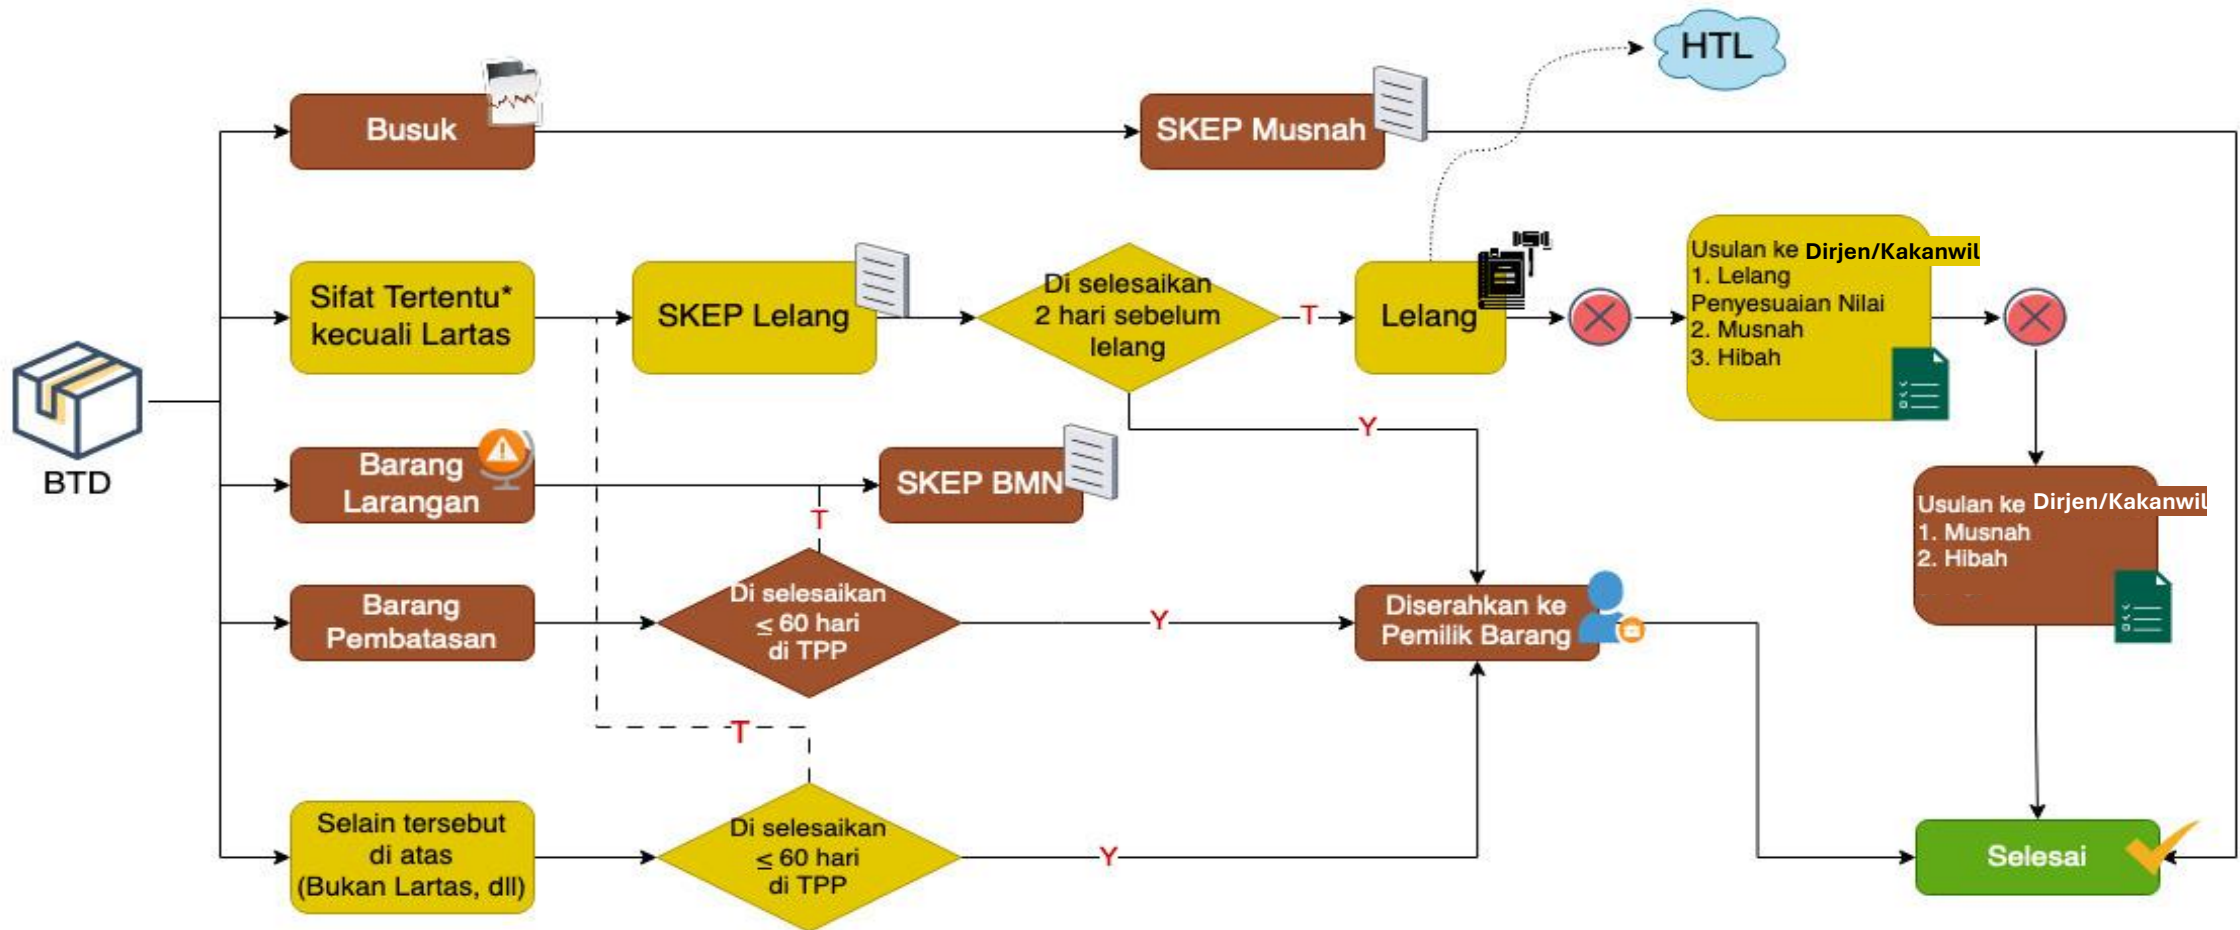 HTL
Busuk
SKEP Musnah
Sifat Tertentu*
kecuali Lartas
SKEP Lelang
Di selesaikan
2 hari sebelum
lelang
T
Lelang
Usulan ke Dirjen/Kakanwil
1. Lelang
Penyesuaian Nilai
2. Musnah
3. Hibah
Y
BTD
Barang
Larangan
SKEP BMN
T
Usulan ke Dirjen/Kakanwil
1. Musnah
2. Hibah
Barang
Pembatasan
Di selesaikan
≤ 60 hari
di TPP
Y
Diserahkan ke
Pemilik Barang
T
Selain tersebut
di atas
(Bukan Lartas, dll)
Di selesaikan
≤ 60 hari
di TPP
Y
Selesai